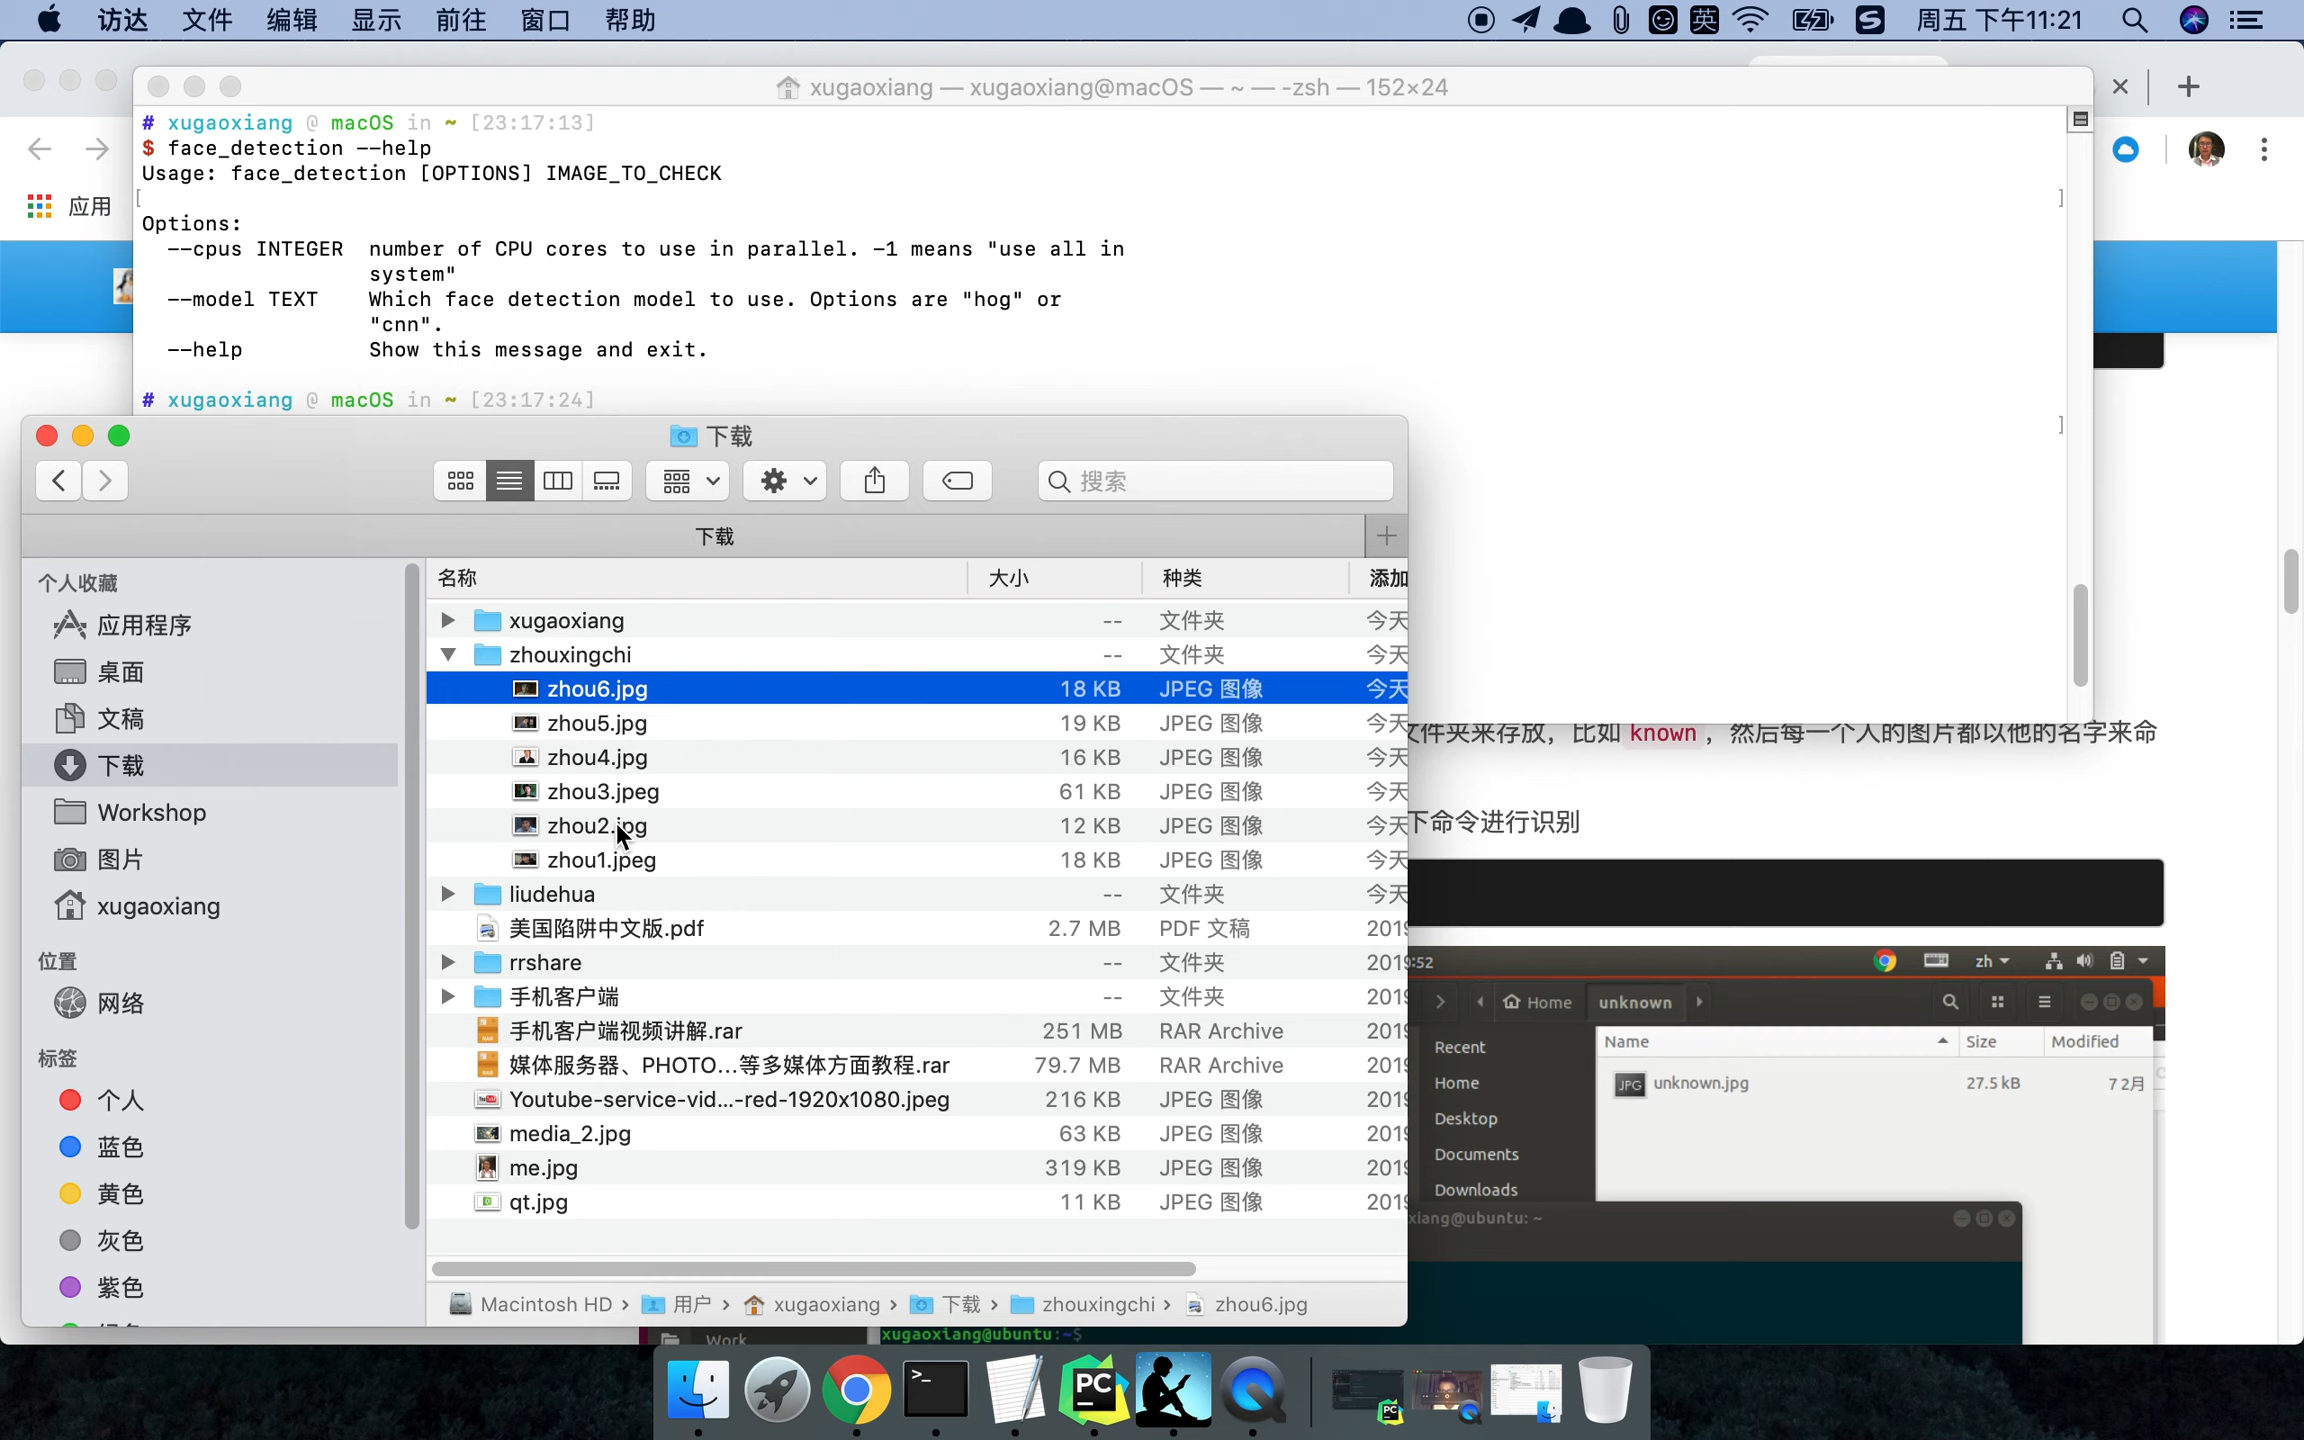 访达 文件 编辑 显示 前往 窗口 帮助 英 周五 下午11:21
xugaoxiang — xugaoxiang@macOS — ~ — -zsh — 152×24
# xugaoxiang @ macOS in ~ [23:17:13]
$ face_detection --help
Usage: face_detection [OPTIONS] IMAGE_TO_CHECK
[ ]
应用
Options:
--cpus INTEGER number of CPU cores to use in parallel. -1 means "use all in
system"
--model TEXT Which face detection model to use. Options are "hog" or
"cnn".
--help Show this message and exit.
# xugaoxiang @ macOS in ~ [23:17:24]
]
下载
搜索
下载
名称 大小 种类 添加
个人收藏
应用程序
桌面
文稿
下载
Workshop
图片
xugaoxiang
位置
网络
标签
个人
蓝色
黄色
灰色
紫色
xugaoxiang -- 文件夹 今天
zhouxingchi -- 文件夹 今天
zhou6.jpg 18 KB JPEG 图像 今天
zhou5.jpg 19 KB JPEG 图像 今天
zhou4.jpg 16 KB JPEG 图像 今天
zhou3.jpeg 61 KB JPEG 图像 今天
zhou2.jpg 12 KB JPEG 图像 今天
zhou1.jpeg 18 KB JPEG 图像 今天
liudehua -- 文件夹 今天
美国陷阱中文版.pdf 2.7 MB PDF 文稿 2019
rrshare -- 文件夹 2019
手机客户端 -- 文件夹 2019
手机客户端视频讲解.rar 251 MB RAR Archive 2019
媒体服务器、PHOTO...等多媒体方面教程.rar 79.7 MB RAR Archive 2019
Youtube-service-vid...-red-1920x1080.jpeg 216 KB JPEG 图像 2019
media_2.jpg 63 KB JPEG 图像 2019
me.jpg 319 KB JPEG 图像 2019
qt.jpg 11 KB JPEG 图像 2019
Macintosh HD › 用户 › xugaoxiang › 下载 › zhouxingchi › zhou6.jpg
文件夹来存放，比如 known ，然后每一个人的图片都以他的名字来命
下命令进行识别
:52 zh
Home unknown
Recent
Home
Desktop
Documents
Downloads
Name Size Modified
unknown.jpg 27.5 kB 7 2月
xiang@ubuntu: ~
Work
xugaoxiang@ubuntu:~$
PC